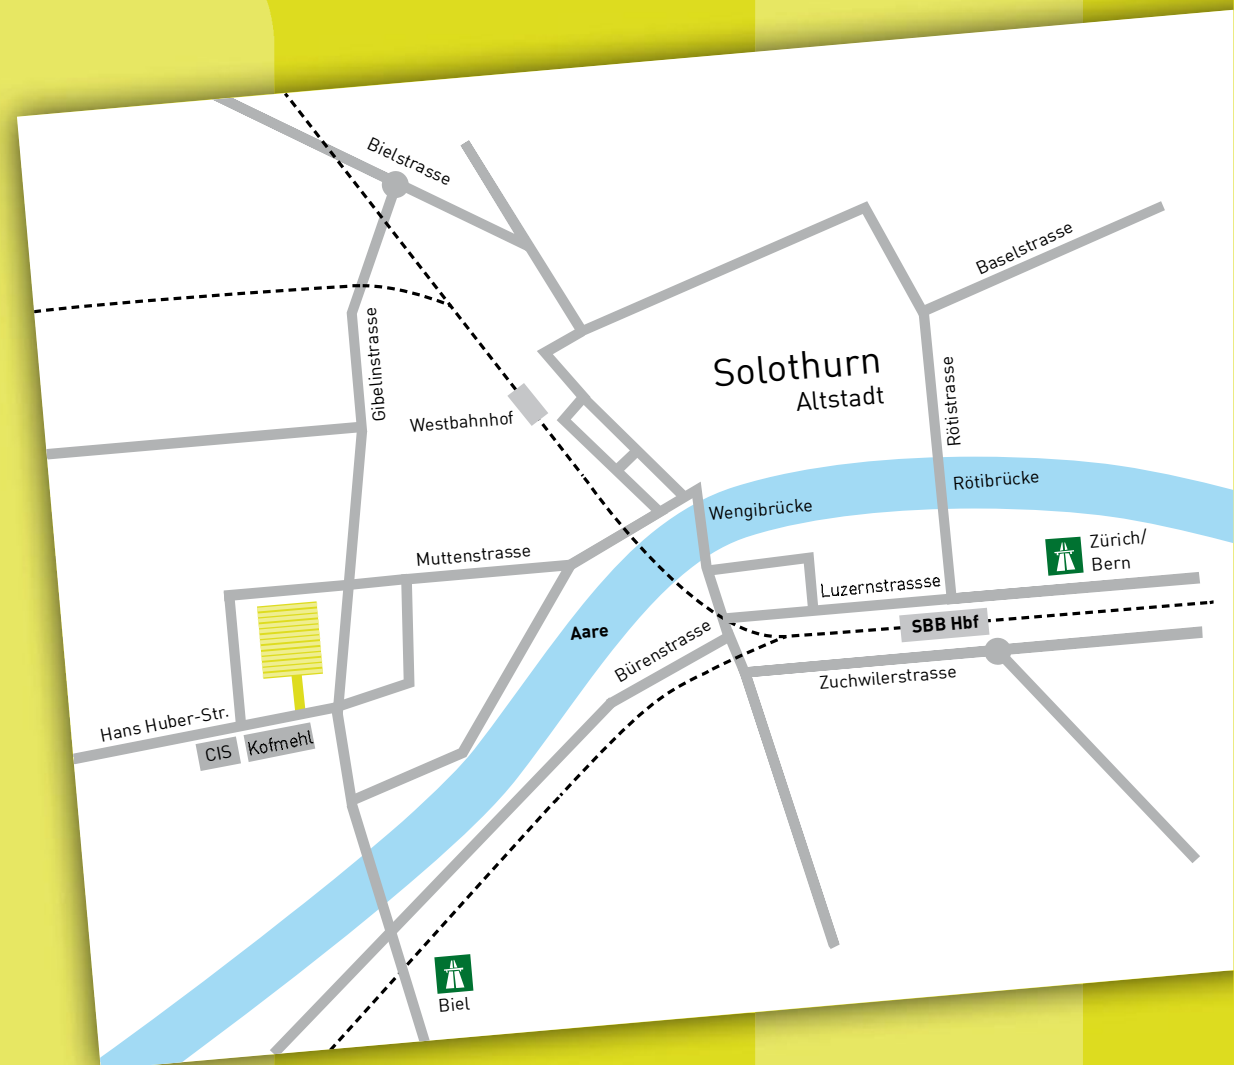 Bielstrasse
Baselstrasse
Gibelinstrasse
Solothurn
Altstadt
Rötistrasse
Westbahnhof
Rötibrücke
Wengibrücke
Zürich/
Bern
Muttenstrasse
Luzernstrassse
SBB Hbf
Aare
Bürenstrasse
Zuchwilerstrasse
Hans Huber-Str.
CIS
Kofmehl
Biel